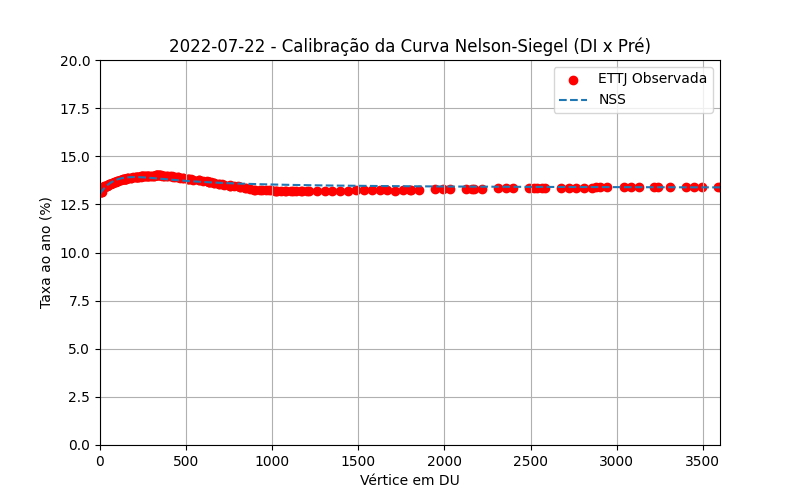 2022-07-22 - Calibração da Curva Nelson-Siegel (DI x Pré)
ETTJ Observada
NSS
20.0
17.5
15.0
12.5
10.0
7.5
5.0
2.5
0.0
Taxa ao ano (%)
0 500 1000 1500 2000 2500 3000 3500
Vértice em DU